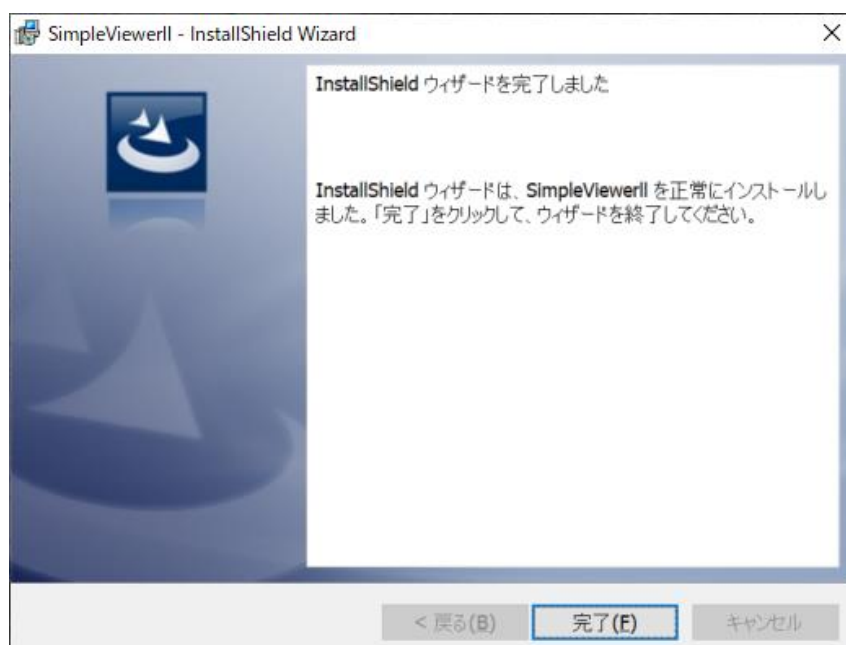 SimpleViewerII - InstallShield Wizard
InstallShield ウィザードを完了しました
InstallShield ウィザードは、SimpleViewerII を正常にインストールし
ました。「完了」をクリックして、ウィザードを終了してください。
< 戻る(B)
完了(F)
キャンセル